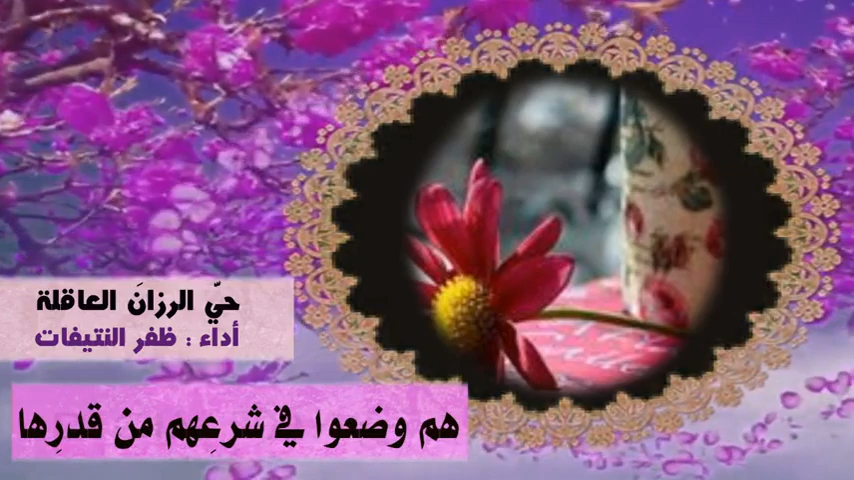 حيّ الرزانَ العاقلة
أداء : ظفر النتيفات
هم وضعوا في شرعِهم من قدرِها